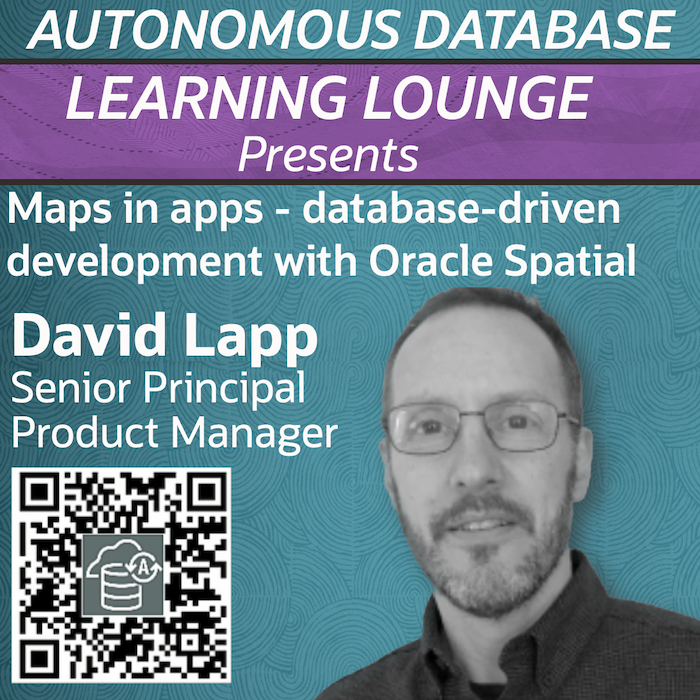 AUTONOMOUS DATABASE
LEARNING LOUNGE
Presents
Maps in apps - database-driven
development with Oracle Spatial
David Lapp
Senior Principal
Product Manager
A